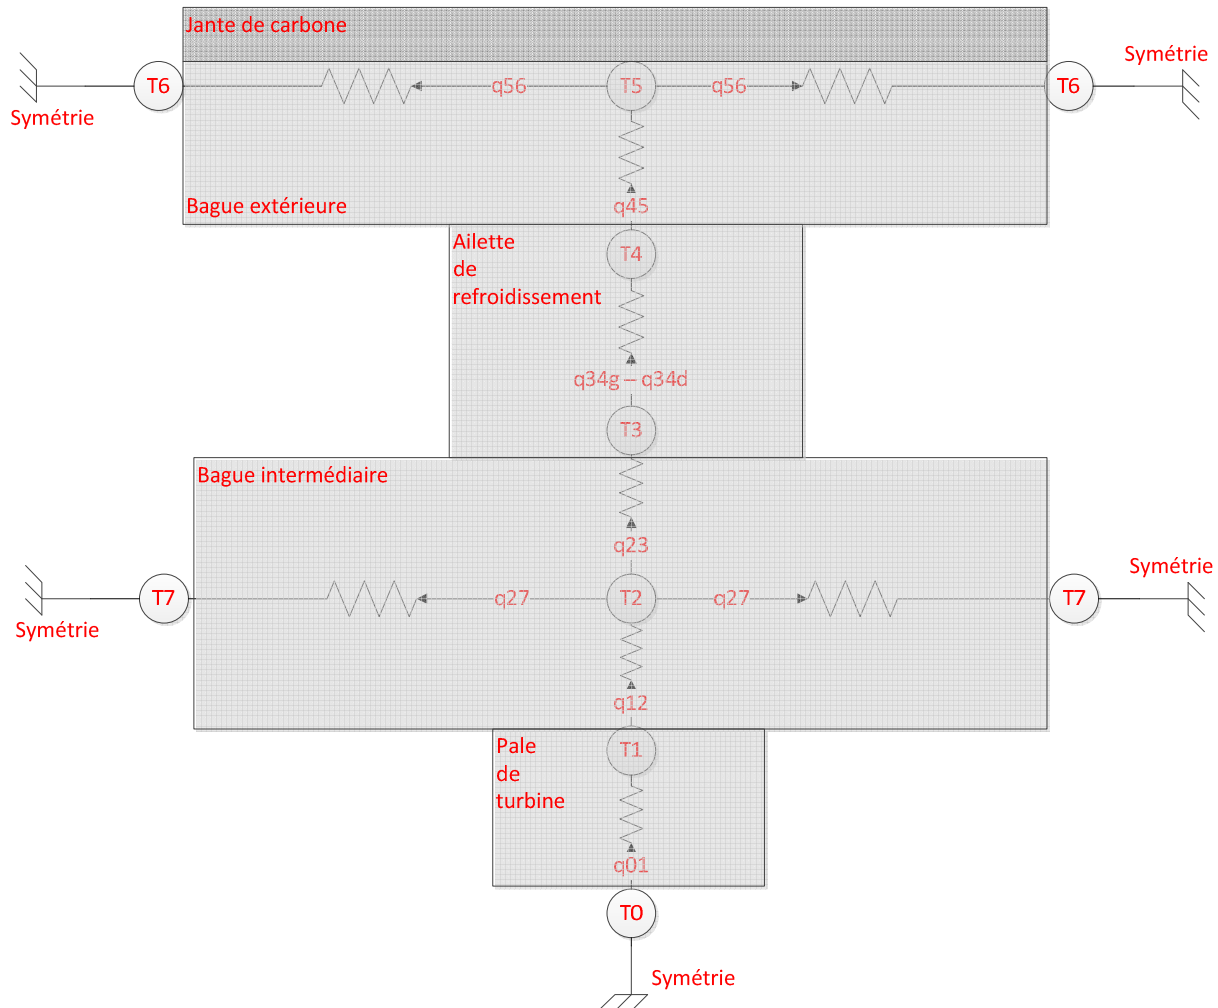 Jante de carbone
Symétrie
T6
q56
T5
q56
T6
Symétrie
Bague extérieure
q45
Ailette
de
refroidissement
T4
q34g – q34d
T3
Bague intermédiaire
q23
Symétrie
T7
q27
T2
q27
T7
Symétrie
q12
Pale
de
turbine
T1
q01
T0
Symétrie